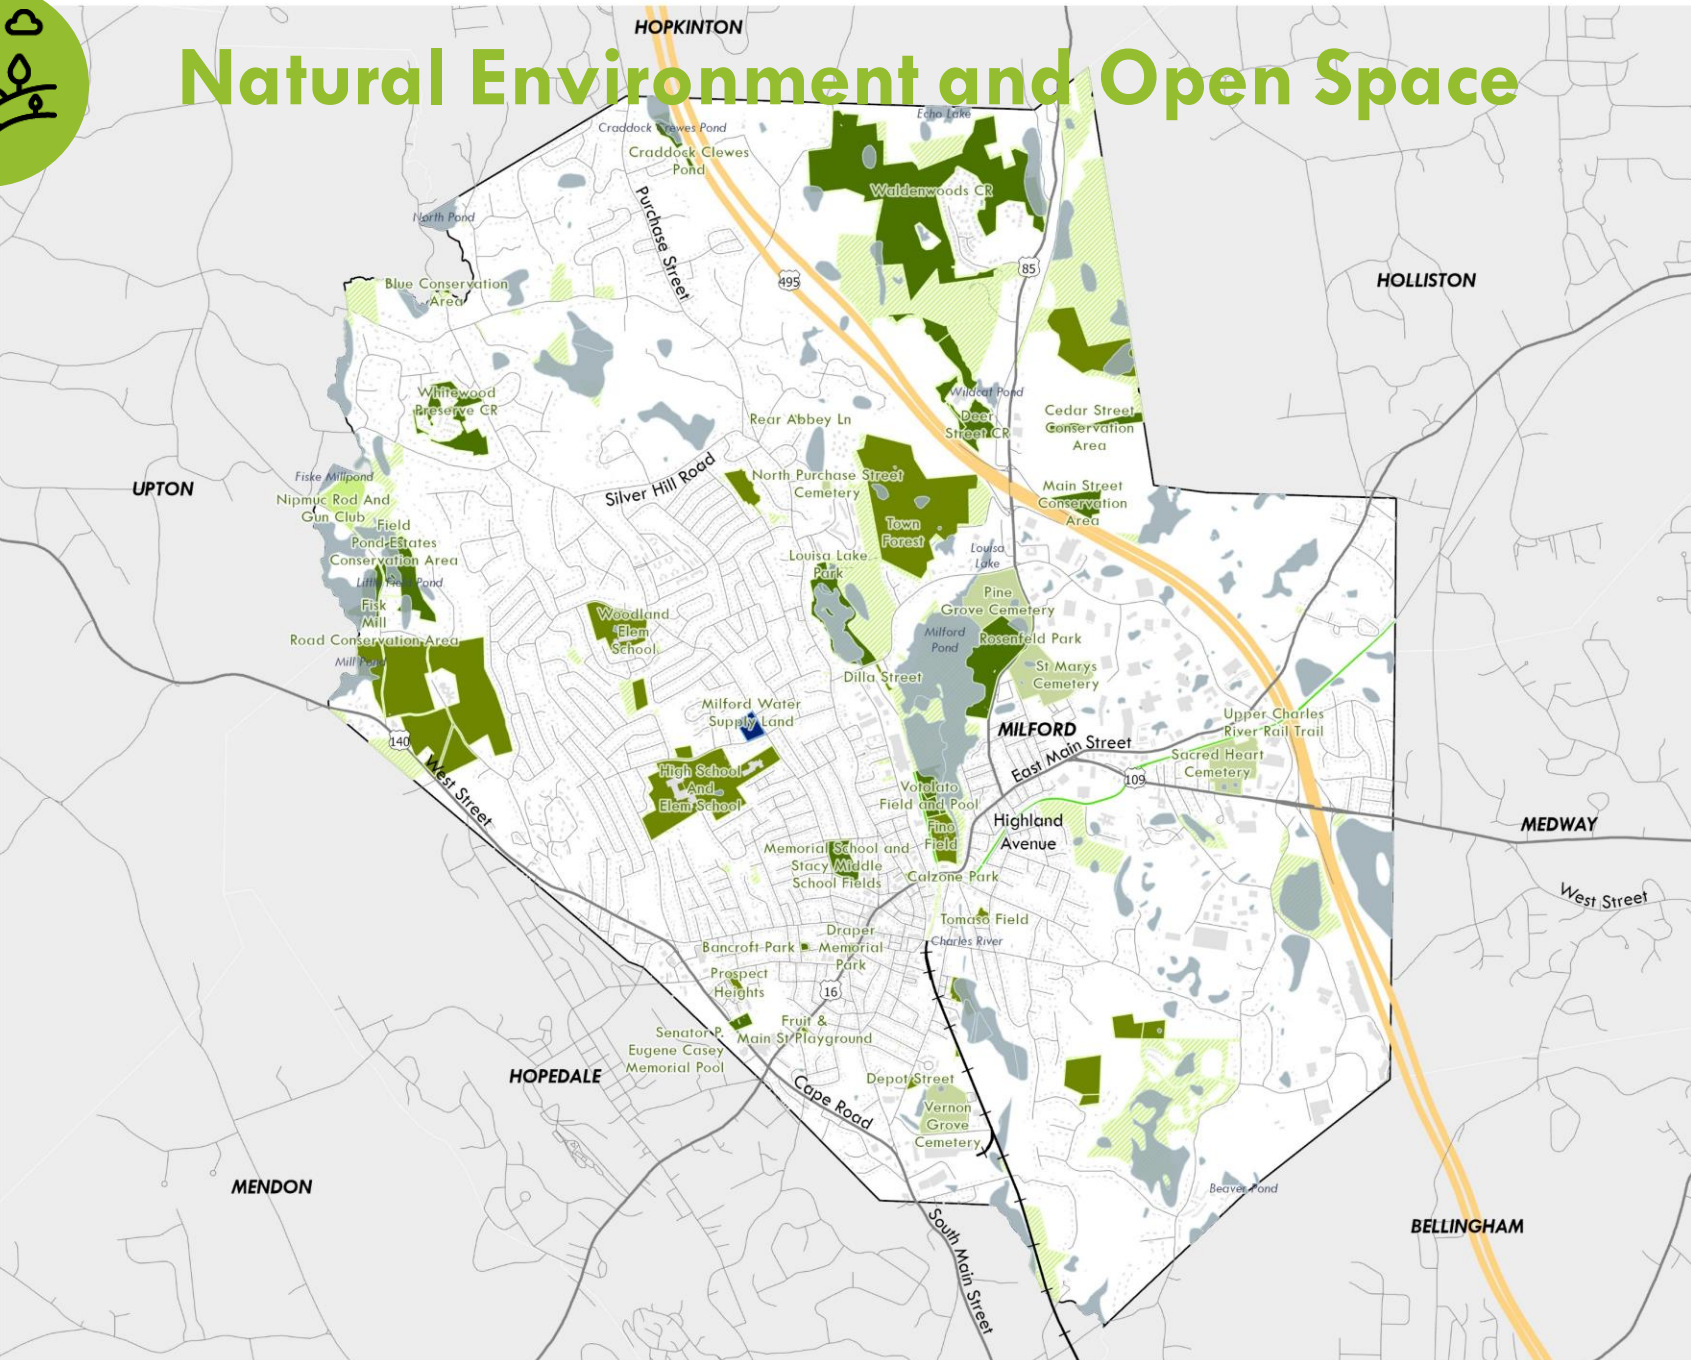 HOPKINTON
Natural Environment and Open Space
Echo Lake
Craddock Clewes Pond
Craddock Clewes
Pond
Waldenwoods CR
Purchase Street
North Pond
85
495
HOLLISTON
Blue Conservation
Area
Whitewood
Preserve CR
Wildcat Pond
Deer
Street CR
Cedar Street
Conservation
Area
Rear Abbey Ln
Silver Hill Road
North Purchase Street
Cemetery
UPTON
Fiske Millpond
Nipmuc Rod And
Gun Club
Field
Pond Estates
Conservation Area
Little Field Pond
Main Street
Conservation
Area
Town
Forest
Louisa Lake
Park
Louisa
Lake
Fisk
Mill
Road Conservation Area
Mill Pond
Woodland
Elem
School
Pine
Grove Cemetery
Milford
Pond
Rosenfeld Park
St Marys
Cemetery
Dilla Street
Milford Water
Supply Land
MILFORD
Upper Charles
River Rail Trail
East Main Street
Sacred Heart
Cemetery
140
West Street
109
High School
And
Elem School
Votolato
Field and Pool
Fino
Field
Highland
Avenue
MEDWAY
Memorial School and
Stacy Middle
School Fields
Calzone Park
West Street
Tomaso Field
Draper
Memorial
Park
Bancroft Park
Charles River
Prospect
Heights
16
Fruit &
Main St Playground
Senator P.
Eugene Casey
Memorial Pool
HOPEDALE
Depot Street
Cape Road
Vernon
Grove
Cemetery
MENDON
Beaver Pond
South Main Street
BELLINGHAM